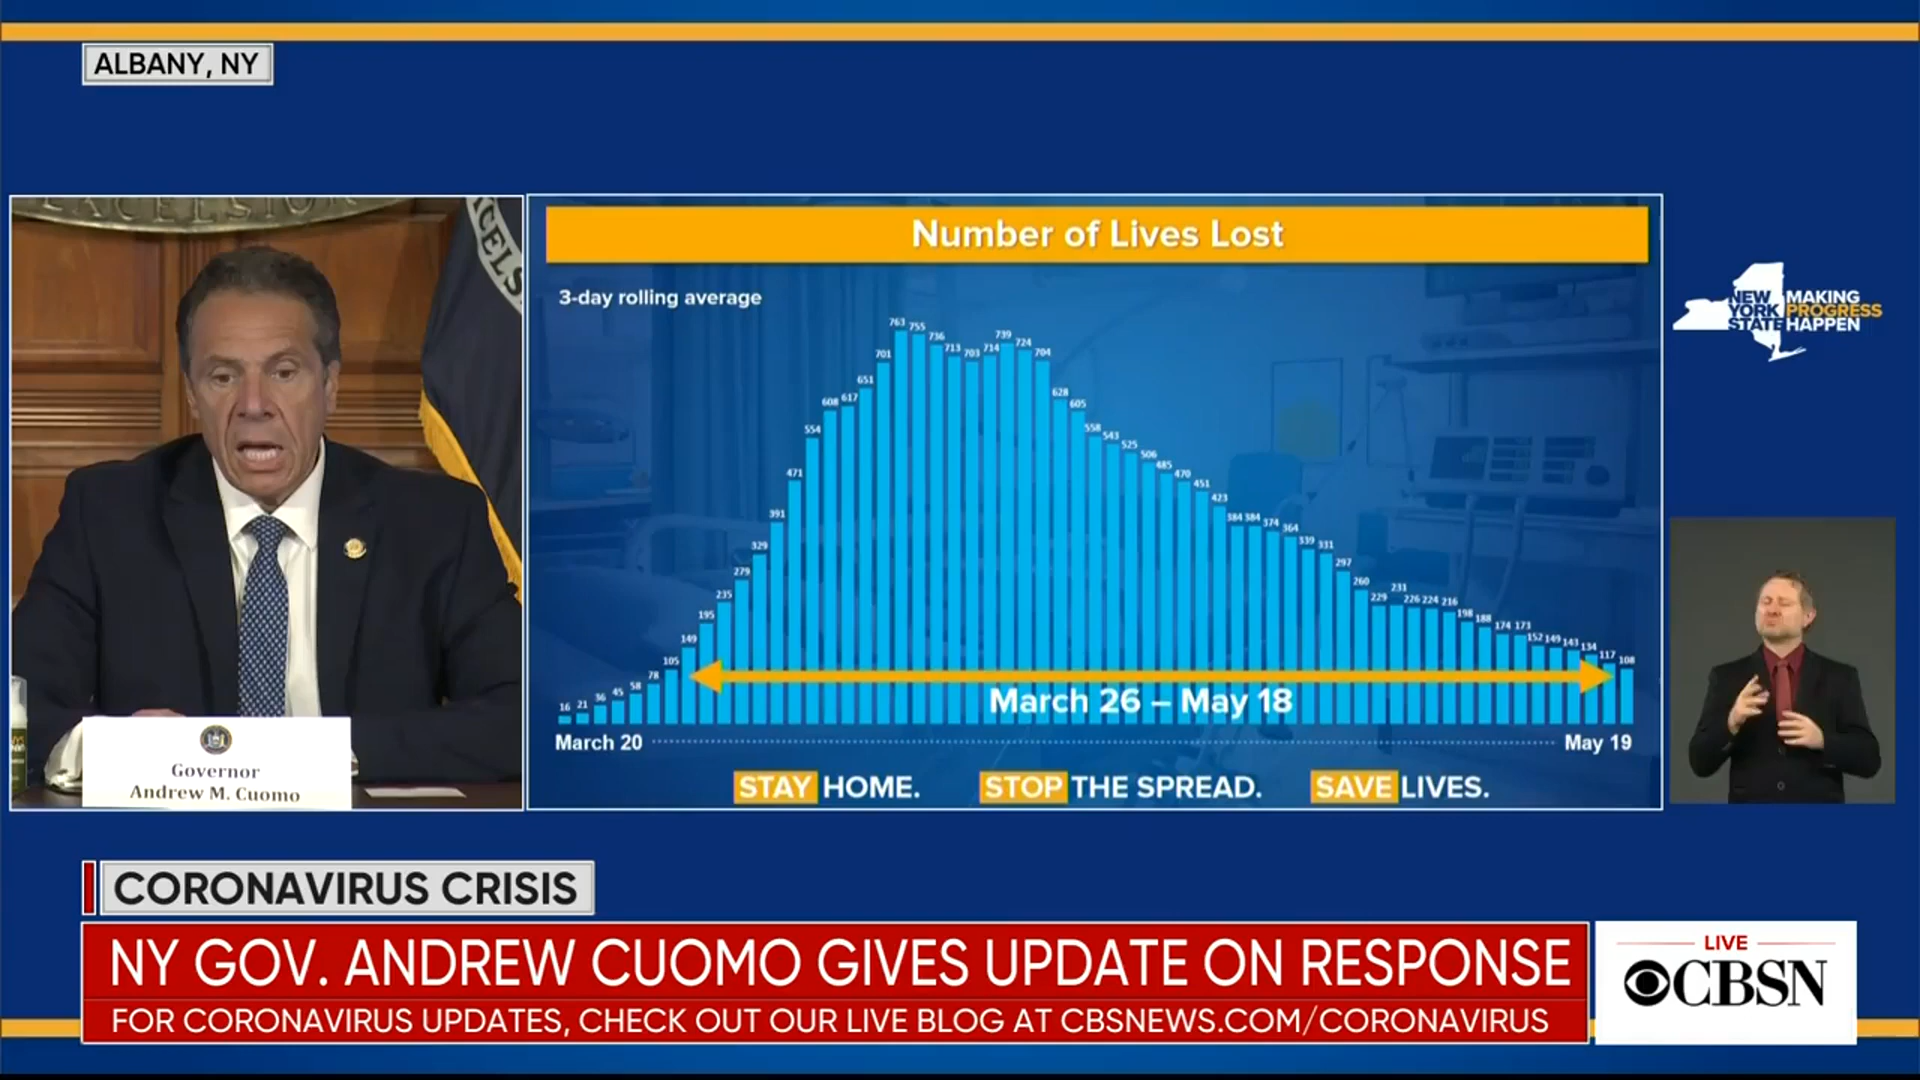 ALBANY, NY
EXCELSIOR
EXCELS
Number of Lives Lost
3-day rolling average
16 21 36 45 58 78 105 149 195 235 279 329 391 471 554 608 617 651 701 763 755 736 713 703 714 739 724 704 628 605 558 543 525 506 485 470 451 423 384 384 374 364 339 331 297 260 229 231 226 224 216 198 188 174 173 152 149 143 134 117 108
March 26 – May 18
March 20
May 19
STAY HOME. STOP THE SPREAD. SAVE LIVES.
NEW YORK STATE
MAKING PROGRESS HAPPEN
Governor
Andrew M. Cuomo
CORONAVIRUS CRISIS
NY GOV. ANDREW CUOMO GIVES UPDATE ON RESPONSE
FOR CORONAVIRUS UPDATES, CHECK OUT OUR LIVE BLOG AT CBSNEWS.COM/CORONAVIRUS
LIVE
CBSN